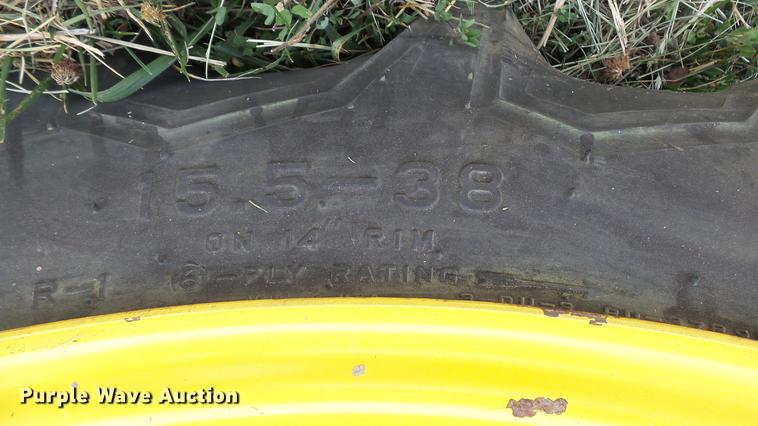 15.5-38
ON 14" RIM
R-1 6-PLY RATING
Purple Wave Auction